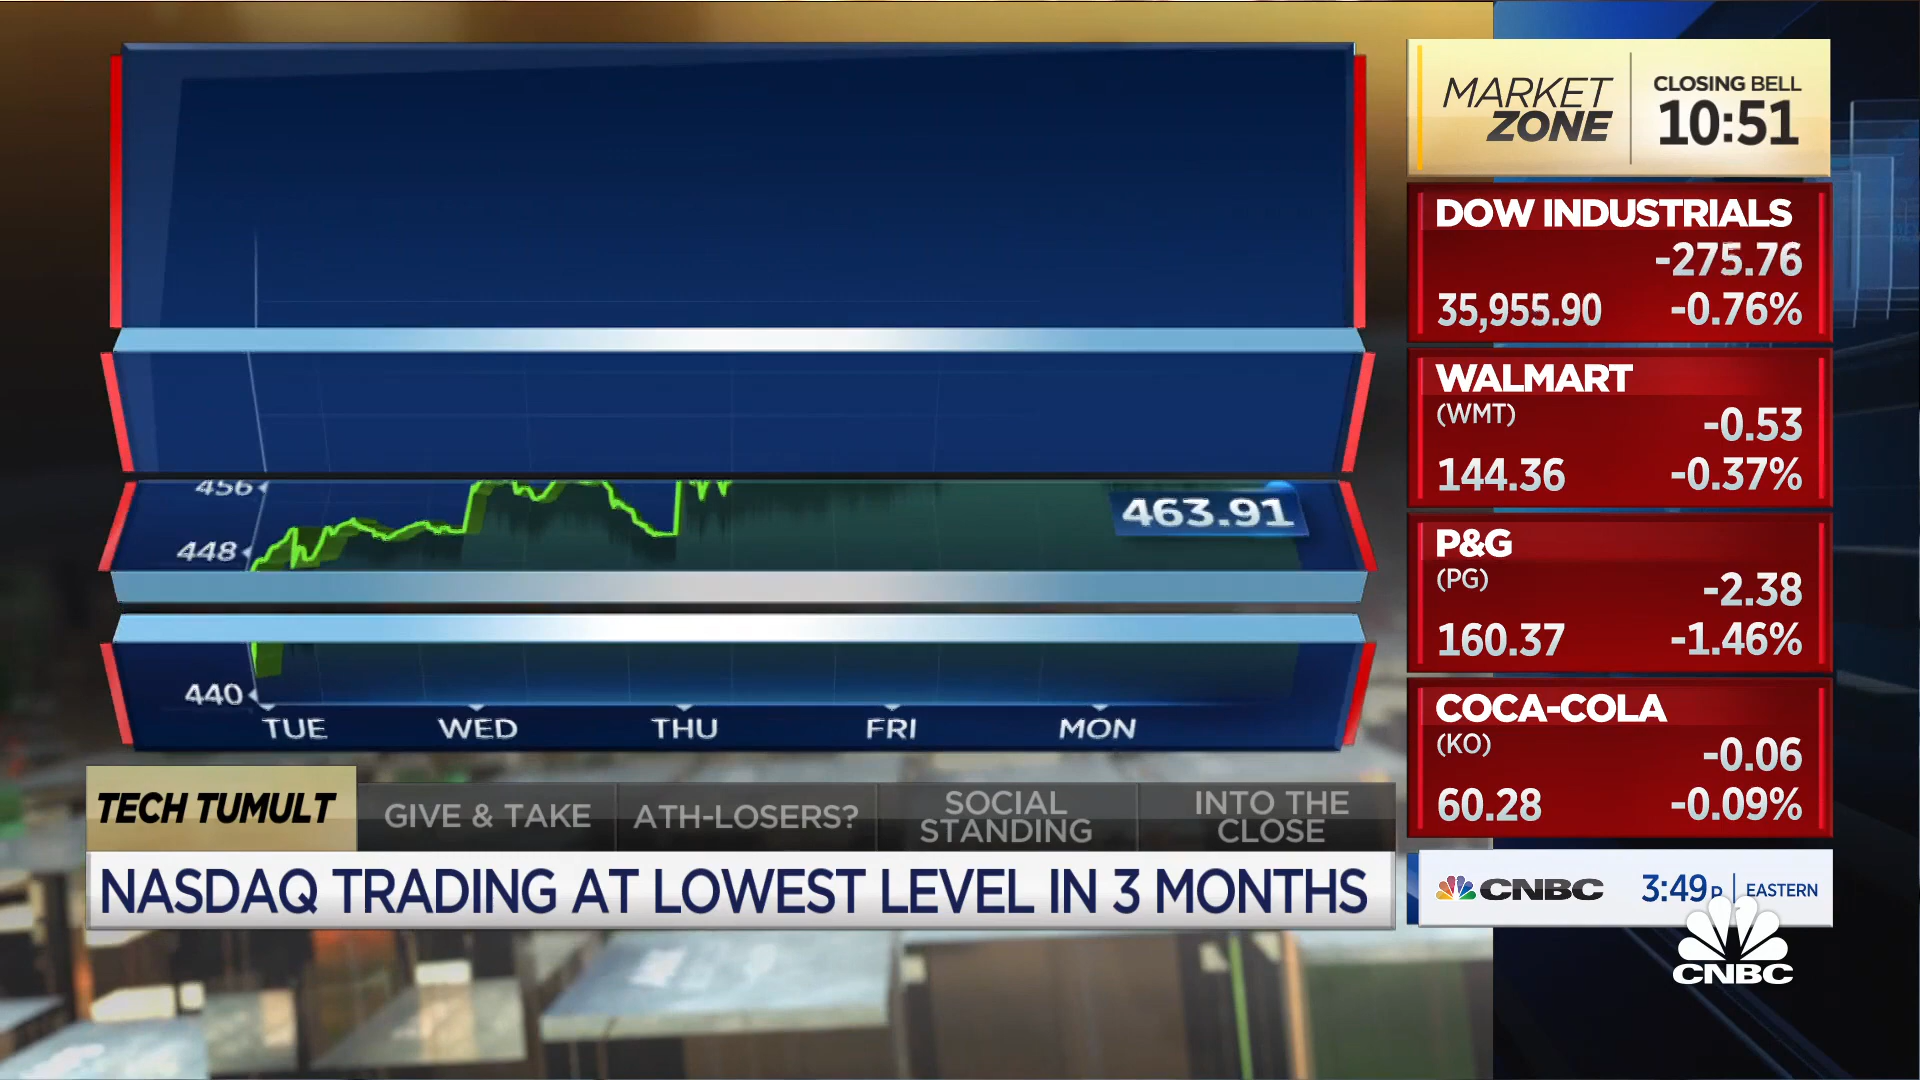 MARKET
ZONE
CLOSING BELL
10:51
DOW INDUSTRIALS
-275.76
35,955.90 -0.76%
WALMART
(WMT) -0.53
144.36 -0.37%
P&G
(PG) -2.38
160.37 -1.46%
COCA-COLA
(KO) -0.06
60.28 -0.09%
456
463.91
448
440
TUE WED THU FRI MON
TECH TUMULT
GIVE & TAKE
ATH-LOSERS?
SOCIAL
STANDING
INTO THE
CLOSE
NASDAQ TRADING AT LOWEST LEVEL IN 3 MONTHS
CNBC 3:49P EASTERN
CNBC